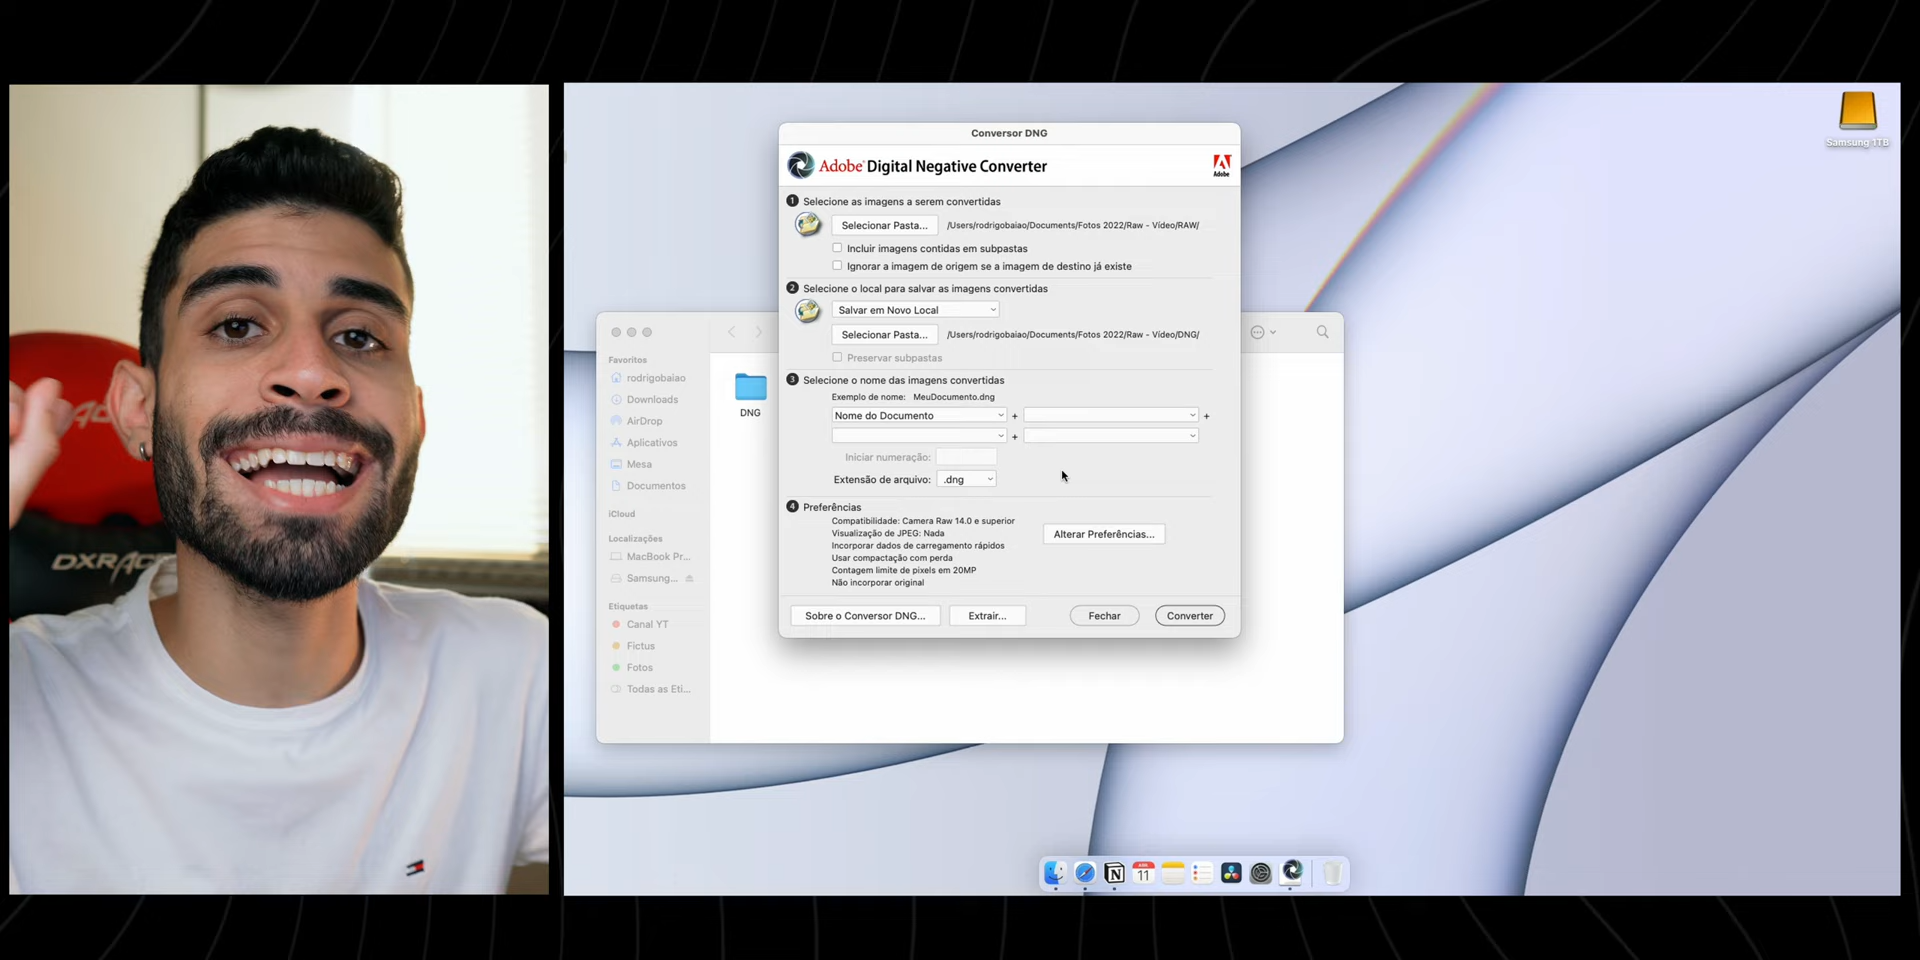 DXRAC
Samsung 1TB
Conversor DNG
Adobe Digital Negative Converter
Adobe
1 Selecione as imagens a serem convertidas
Selecionar Pasta... /Users/rodrigobaiao/Documents/Fotos 2022/Raw - Vídeo/RAW/
Incluir imagens contidas em subpastas
Ignorar a imagem de origem se a imagem de destino já existe
2 Selecione o local para salvar as imagens convertidas
Salvar em Novo Local
Selecionar Pasta... /Users/rodrigobaiao/Documents/Fotos 2022/Raw - Vídeo/DNG/
Preservar subpastas
3 Selecione o nome das imagens convertidas
Exemplo de nome: MeuDocumento.dng
Nome do Documento + +
+
Iniciar numeração:
Extensão de arquivo: .dng
4 Preferências
Compatibilidade: Camera Raw 14.0 e superior
Visualização de JPEG: Nada
Incorporar dados de carregamento rápidos
Usar compactação com perda
Contagem limite de pixels em 20MP
Não incorporar original
Alterar Preferências...
Sobre o Conversor DNG... Extrair... Fechar Converter
Favoritos
rodrigobaiao
Downloads
AirDrop
Aplicativos
Mesa
Documentos
iCloud
Localizações
MacBook Pr...
Samsung...
Etiquetas
Canal YT
Fictus
Fotos
Todas as Eti...
DNG
11